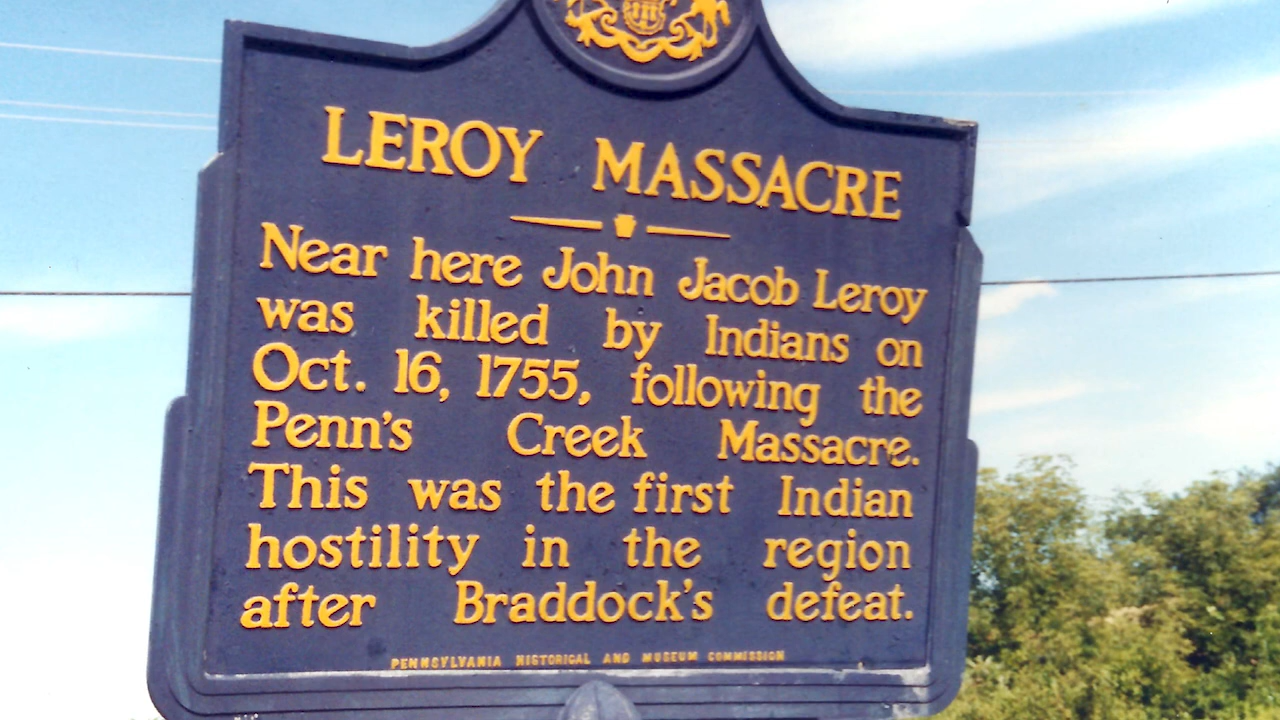 LEROY MASSACRE
Near here John Jacob Leroy
was killed by Indians on
Oct. 16, 1755, following the
Penn's Creek Massacre.
This was the first Indian
hostility in the region
after Braddock's defeat.
PENNSYLVANIA HISTORICAL AND MUSEUM COMMISSION